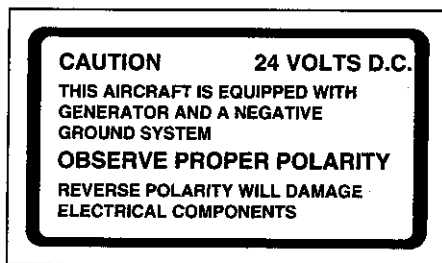 CAUTION 24 VOLTS D.C.
THIS AIRCRAFT IS EQUIPPED WITH
GENERATOR AND A NEGATIVE
GROUND SYSTEM
OBSERVE PROPER POLARITY
REVERSE POLARITY WILL DAMAGE
ELECTRICAL COMPONENTS